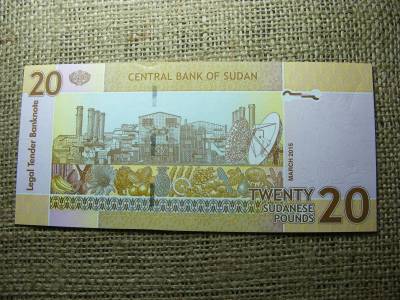 20
CENTRAL BANK OF SUDAN
Legal Tender Banknote
MARCH 2015
TWENTY
SUDANESE
POUNDS
20